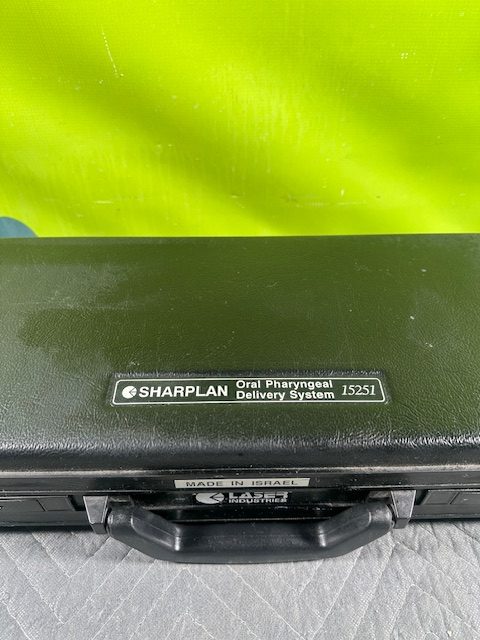 SHARPLAN Oral Pharyngeal Delivery System 15251
MADE IN ISRAEL
LASER
INDUSTRIES